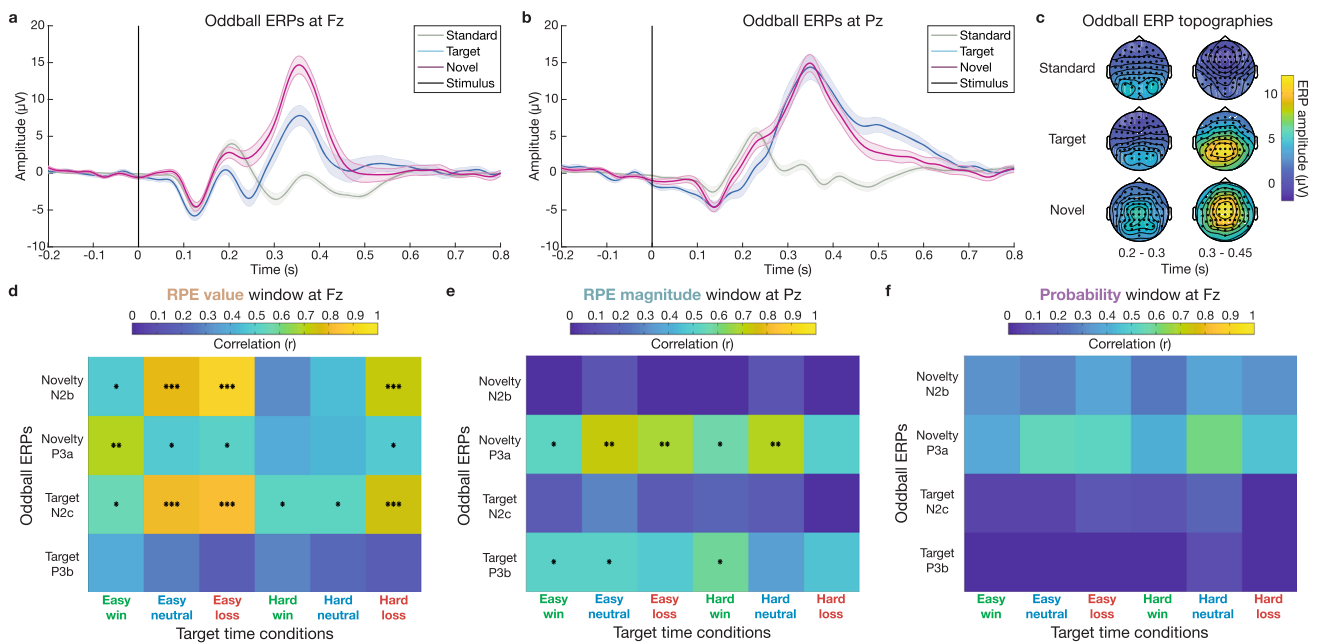 a Oddball ERPs at Fz
20
15
10
5
0
-5
-10
Amplitude (µV)
-0.2 -0.1 0 0.1 0.2 0.3 0.4 0.5 0.6 0.7 0.8
Time (s)
Standard
Target
Novel
Stimulus
b Oddball ERPs at Pz
20
15
10
5
0
-5
-10
Amplitude (µV)
-0.2 -0.1 0 0.1 0.2 0.3 0.4 0.5 0.6 0.7 0.8
Time (s)
Standard
Target
Novel
Stimulus
c Oddball ERP topographies
Standard
Target
Novel
0.2 - 0.3 0.3 - 0.45
Time (s)
10
5
0
ERP amplitude (µV)
d RPE value window at Fz
0 0.1 0.2 0.3 0.4 0.5 0.6 0.7 0.8 0.9 1
Correlation (r)
Oddball ERPs
Novelty
N2b
* *** *** ***
Novelty
P3a
** * * *
Target
N2c
* *** *** * * ***
Target
P3b
Easy Easy Easy Hard Hard Hard
win neutral loss win neutral loss
Target time conditions
e RPE magnitude window at Pz
0 0.1 0.2 0.3 0.4 0.5 0.6 0.7 0.8 0.9 1
Correlation (r)
Oddball ERPs
Novelty
N2b
Novelty
P3a
* ** ** * **
Target
N2c
Target
P3b
* * *
Easy Easy Easy Hard Hard Hard
win neutral loss win neutral loss
Target time conditions
f Probability window at Fz
0 0.1 0.2 0.3 0.4 0.5 0.6 0.7 0.8 0.9 1
Correlation (r)
Oddball ERPs
Novelty
N2b
Novelty
P3a
Target
N2c
Target
P3b
Easy Easy Easy Hard Hard Hard
win neutral loss win neutral loss
Target time conditions